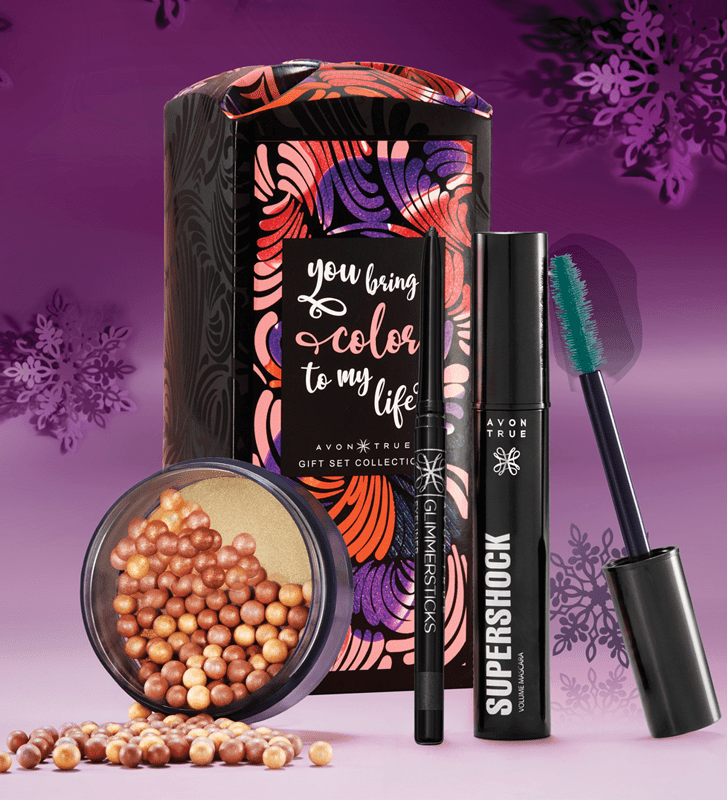 you bring
color
to my
life
AVON TRUE
GIFT SET COLLECTION
GLIMMERSTICKS
AVON
TRUE
SUPERSHOCK
VOLUME MASCARA